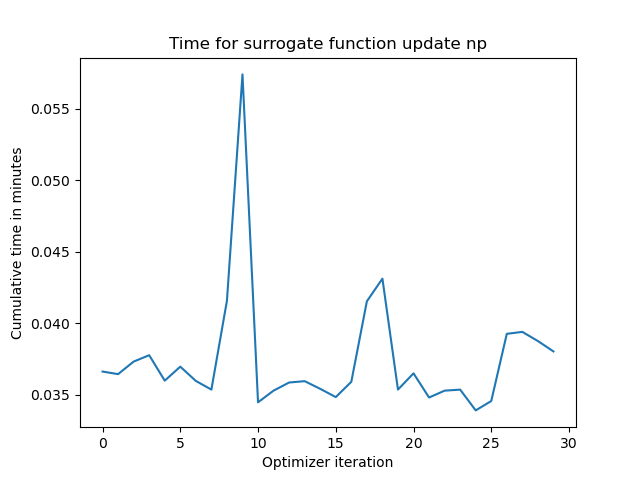 Time for surrogate function update np
Cumulative time in minutes
0.055
0.050
0.045
0.040
0.035
0 5 10 15 20 25 30
Optimizer iteration